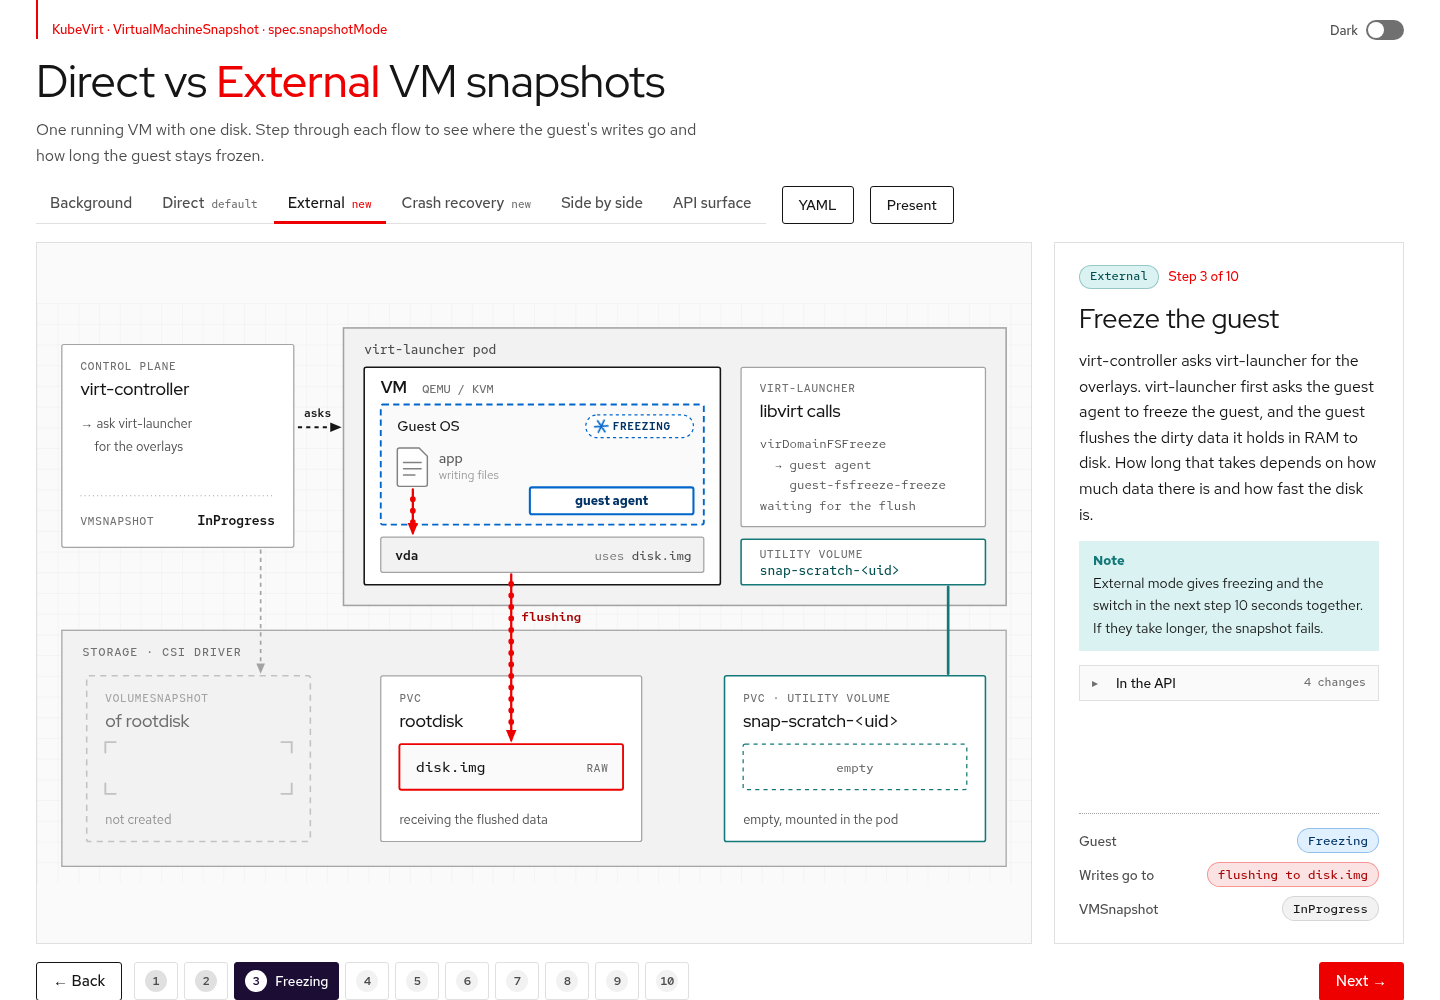 KubeVirt · VirtualMachineSnapshot · spec.snapshotMode
Dark
Direct vs External VM snapshots
One running VM with one disk. Step through each flow to see where the guest's writes go and
how long the guest stays frozen.
Background
Direct default
External new
Crash recovery new
Side by side
API surface
YAML
Present
CONTROL PLANE
virt-controller
→ ask virt-launcher
for the overlays
VMSNAPSHOT InProgress
asks
virt-launcher pod
VM QEMU / KVM
Guest OS
FREEZING
app
writing files
guest agent
vda
uses disk.img
VIRT-LAUNCHER
libvirt calls
virDomainFSFreeze
→ guest agent
guest-fsfreeze-freeze
waiting for the flush
UTILITY VOLUME
snap-scratch-<uid>
flushing
STORAGE · CSI DRIVER
VOLUMESNAPSHOT
of rootdisk
not created
PVC
rootdisk
disk.img RAW
receiving the flushed data
PVC · UTILITY VOLUME
snap-scratch-<uid>
empty
empty, mounted in the pod
External Step 3 of 10
Freeze the guest
virt-controller asks virt-launcher for the
overlays. virt-launcher first asks the guest
agent to freeze the guest, and the guest
flushes the dirty data it holds in RAM to
disk. How long that takes depends on how
much data there is and how fast the disk
is.
Note
External mode gives freezing and the
switch in the next step 10 seconds together.
If they take longer, the snapshot fails.
▸ In the API 4 changes
Guest Freezing
Writes go to flushing to disk.img
VMSnapshot InProgress
← Back
1
2
3 Freezing
4
5
6
7
8
9
10
Next →